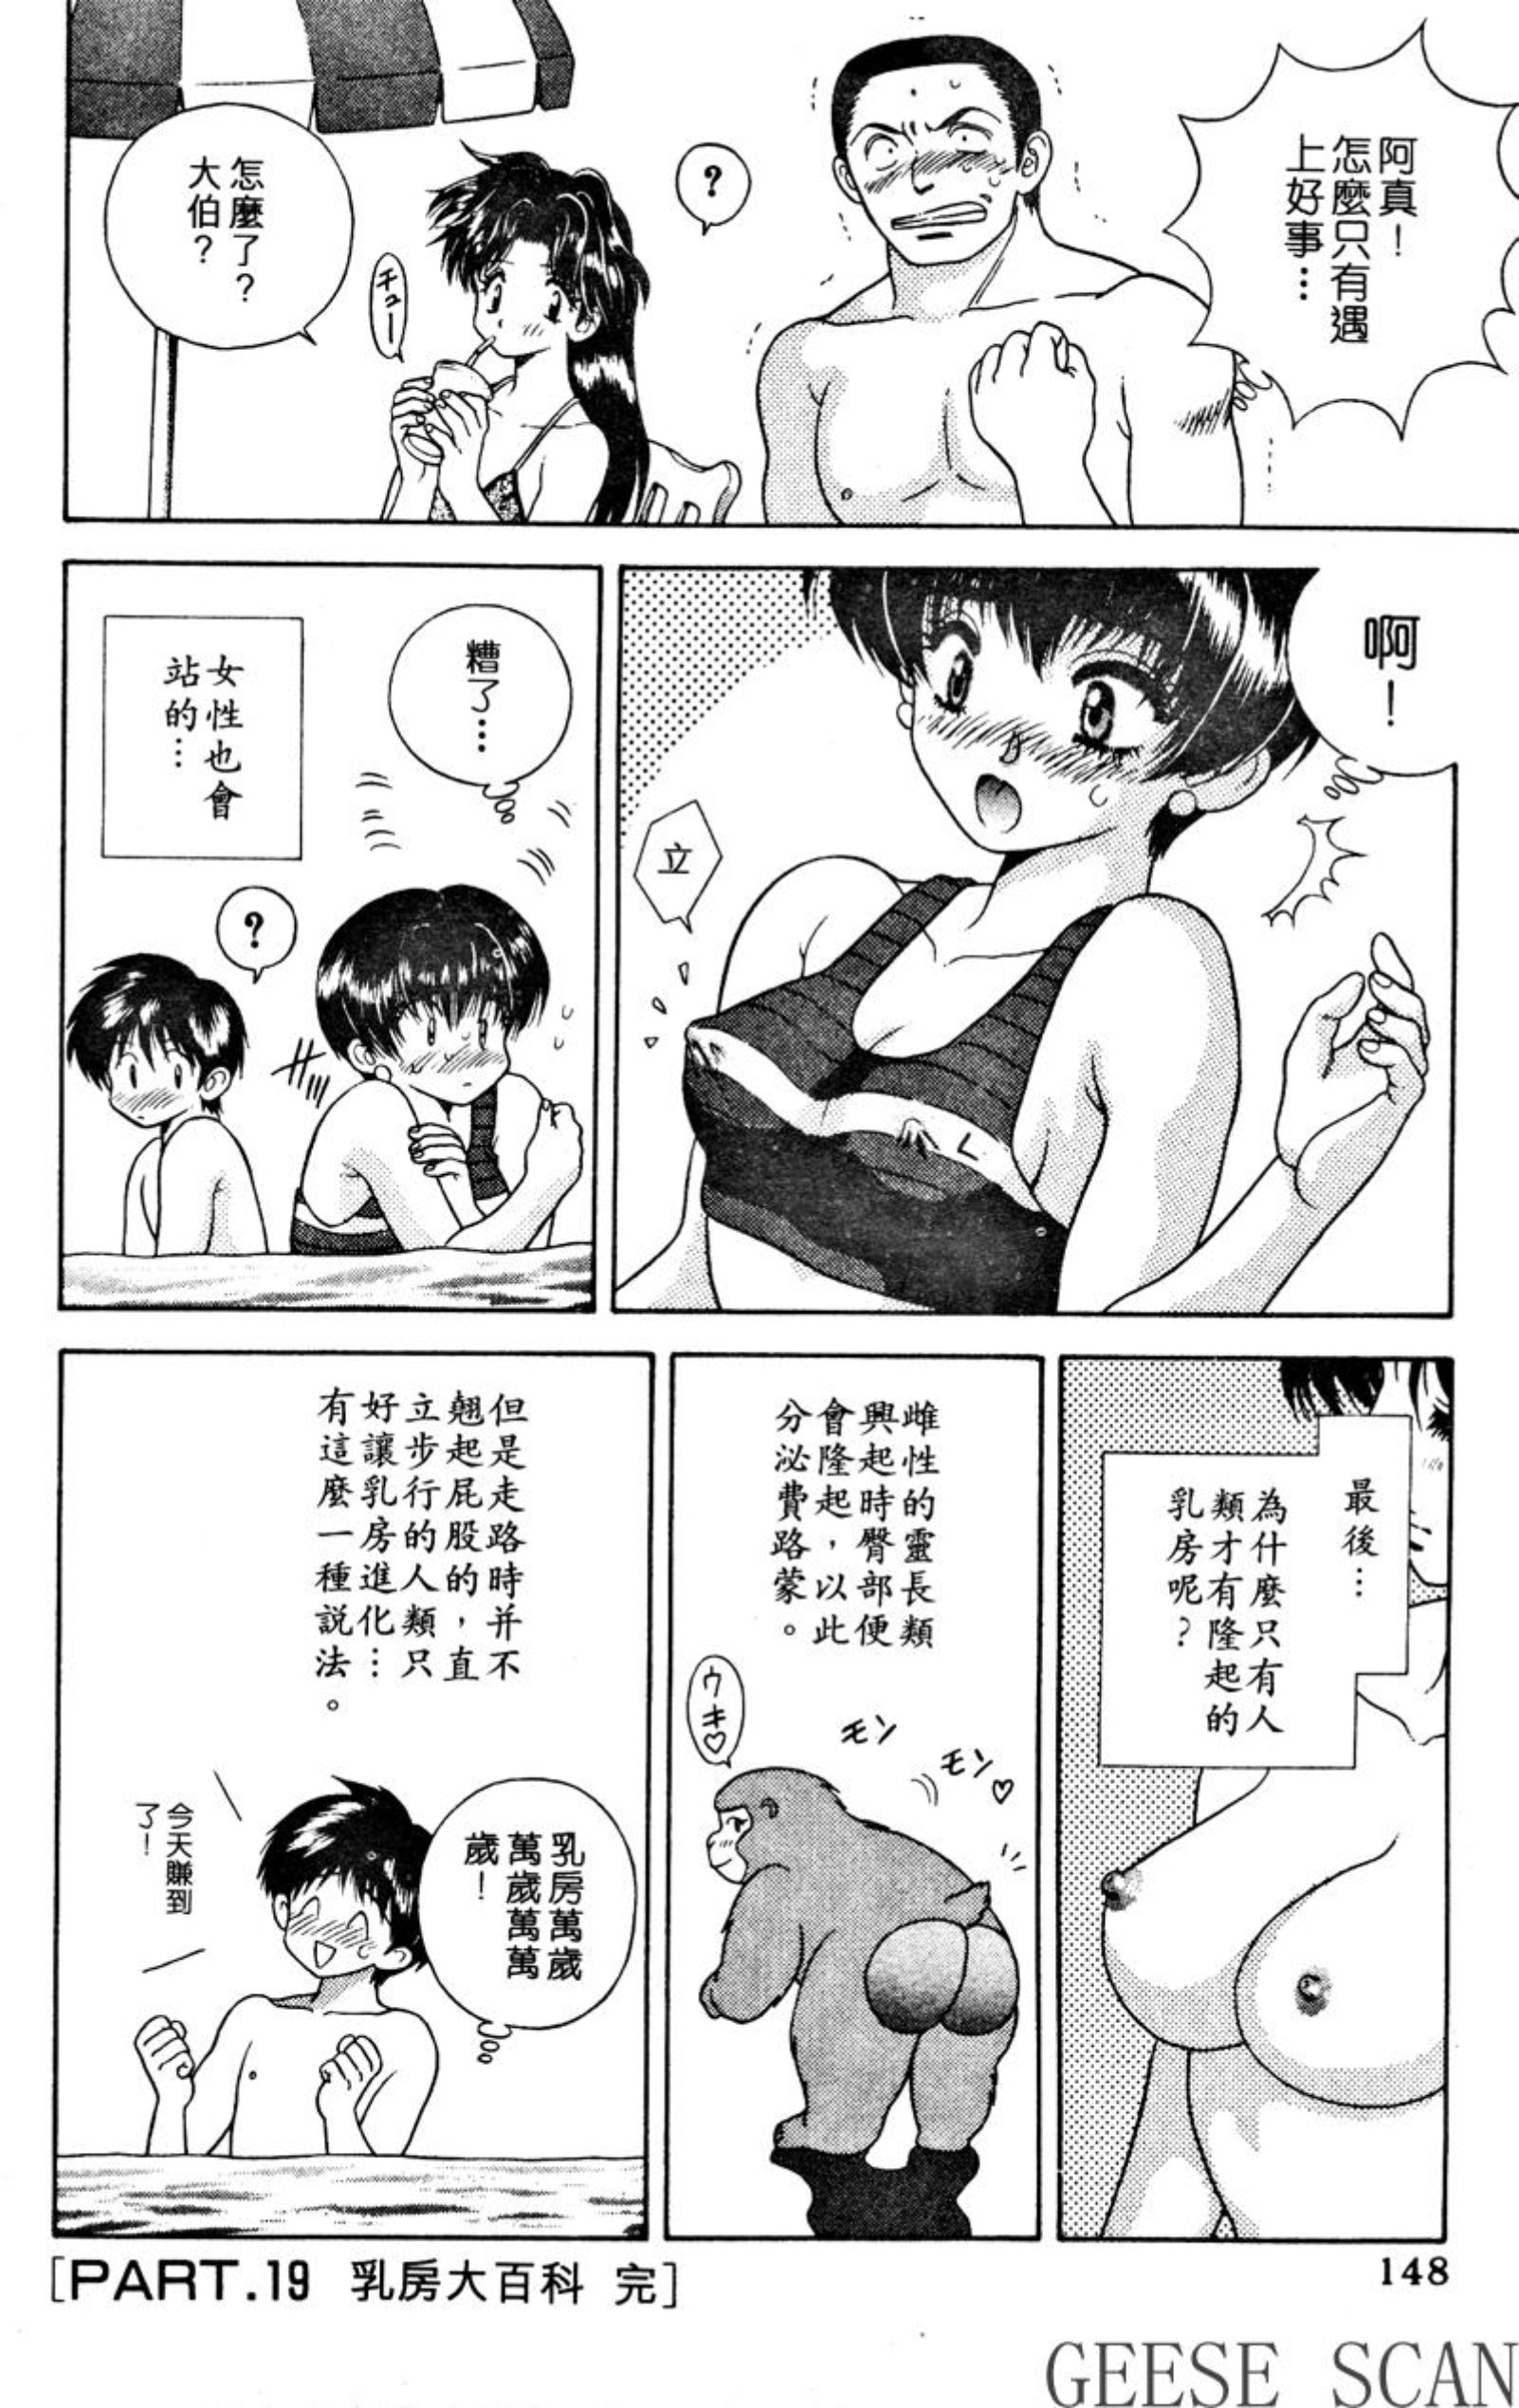 阿真！
怎麼只有遇
上好事…
？
チュー
怎麼了？
大伯？
啊！
立
L
糟了…
？
女性也會
站的…
最後…
為什麼只有人
類才有隆起的
乳房呢？
雌性的靈長類
興起時臀部便
會隆起，以此
分泌費路蒙。
ウキ♡
モン
モン♡
但是走路時并不
翹起屁股的，直
立步行的人類只
好讓乳房進化…
有這麼一種說法。
乳房萬歲
萬歲萬萬
歲！
今天賺到
了！
[PART.19 乳房大百科 完]
148
GEESE SCAN